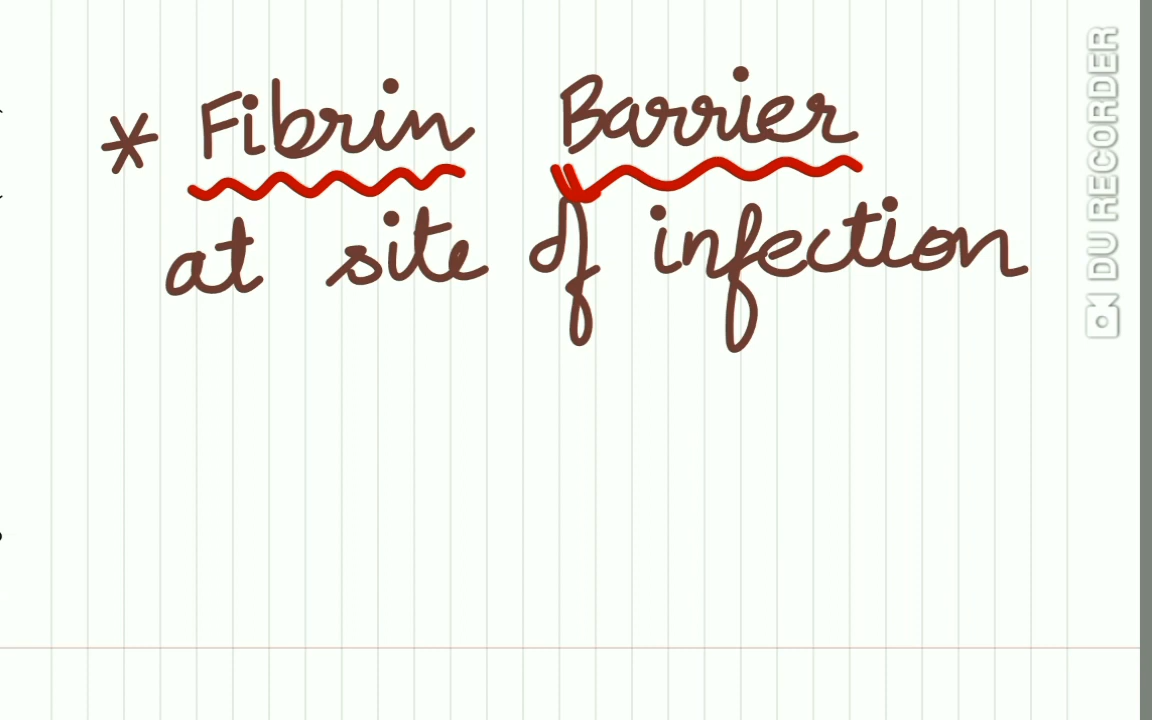 * Fibrin Barrier
at site of infection
DU RECORDER